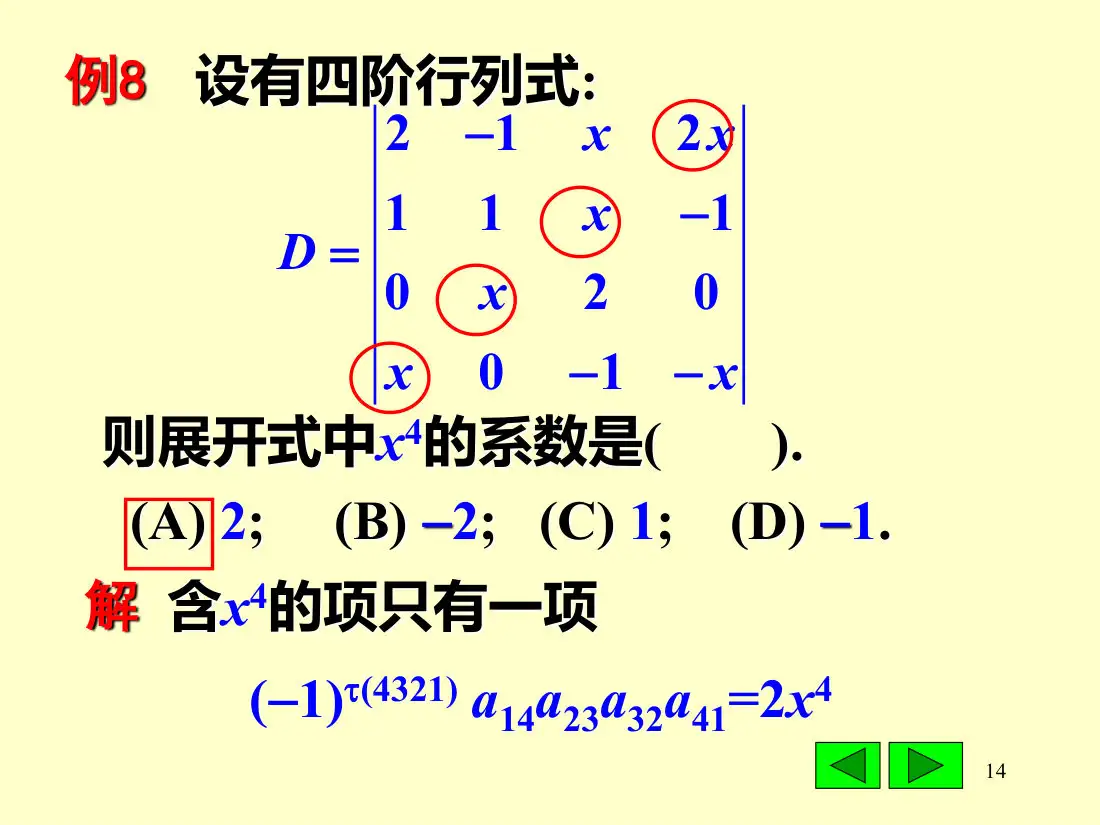 例8 设有四阶行列式:
2 −1 x 2x
1 1 x −1
D =
0 x 2 0
x 0 −1 −x
则展开式中x⁴的系数是( ).
(A) 2; (B) −2; (C) 1; (D) −1.
解 含x⁴的项只有一项
(−1)^τ(4321) a₁₄a₂₃a₃₂a₄₁=2x⁴
14